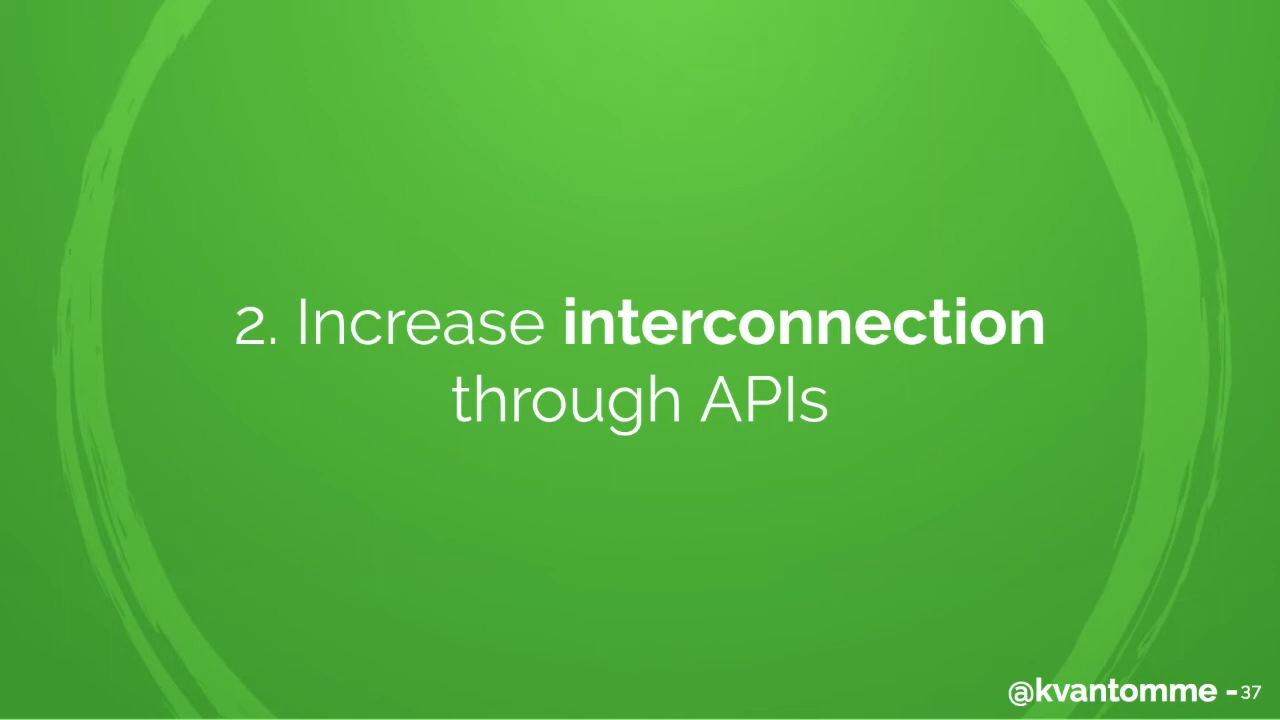 2. Increase interconnection
through APIs
@kvantomme -37